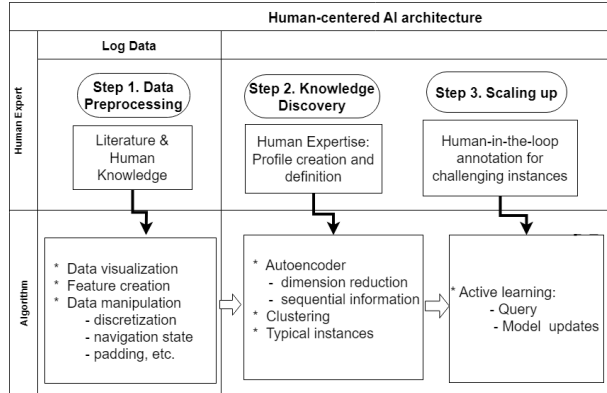 Human-centered AI architecture
Log Data
Human Expert
Step 1. Data
Preprocessing
Literature &
Human
Knowledge
Step 2. Knowledge
Discovery
Human Expertise:
Profile creation and
definition
Step 3. Scaling up
Human-in-the-loop
annotation for
challenging instances
Algorithm
* Data visualization
* Feature creation
* Data manipulation
- discretization
- navigation state
- padding, etc.
* Autoencoder
- dimension reduction
- sequential information
* Clustering
* Typical instances
* Active learning:
- Query
- Model updates